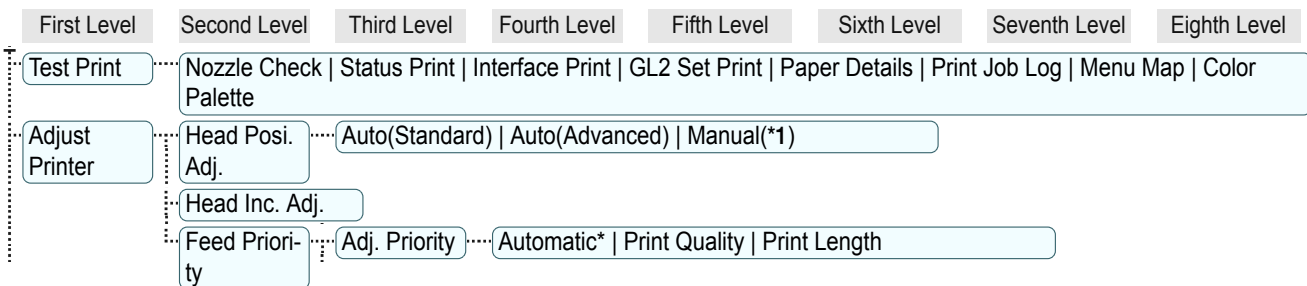 First Level Second Level Third Level Fourth Level Fifth Level Sixth Level Seventh Level Eighth Level
Test Print Nozzle Check | Status Print | Interface Print | GL2 Set Print | Paper Details | Print Job Log | Menu Map | Color
Palette
Adjust Head Posi. Auto(Standard) | Auto(Advanced) | Manual(*1)
Printer Adj.
Head Inc. Adj.
Feed Priori- Adj. Priority Automatic* | Print Quality | Print Length
ty